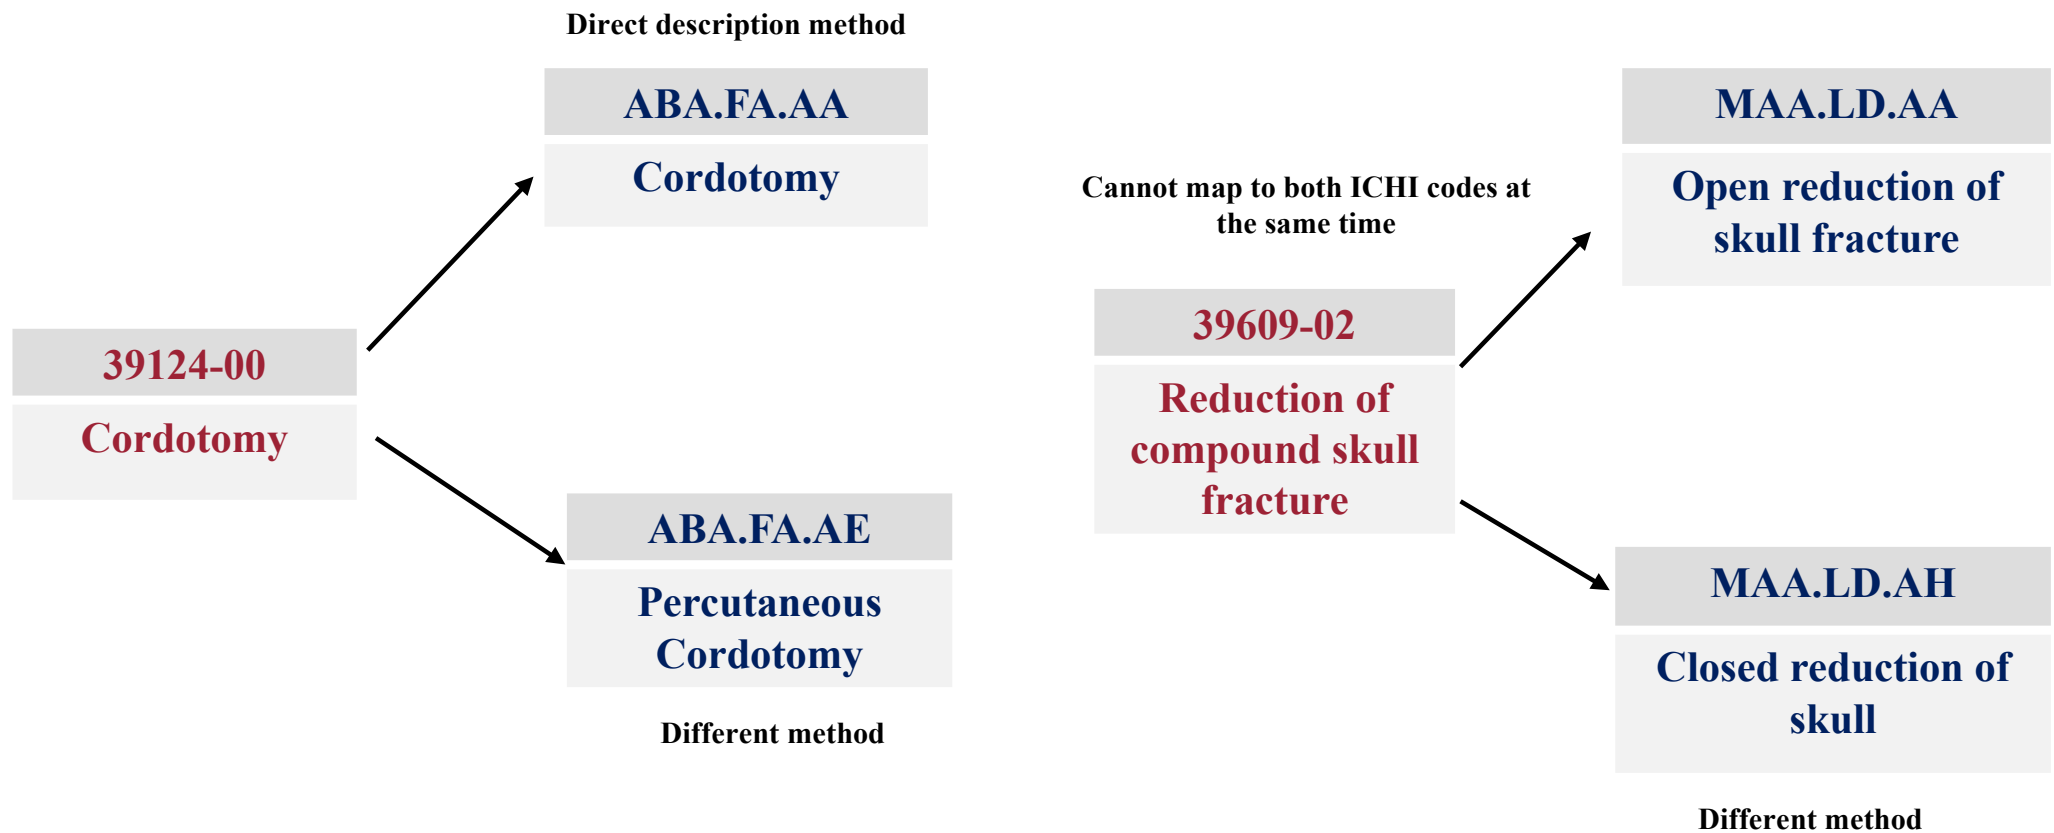 Direct description method
ABA.FA.AA
Cordotomy
39124-00
Cordotomy
ABA.FA.AE
Percutaneous
Cordotomy
Different method
Cannot map to both ICHI codes at
the same time
39609-02
Reduction of
compound skull
fracture
MAA.LD.AA
Open reduction of
skull fracture
MAA.LD.AH
Closed reduction of
skull
Different method